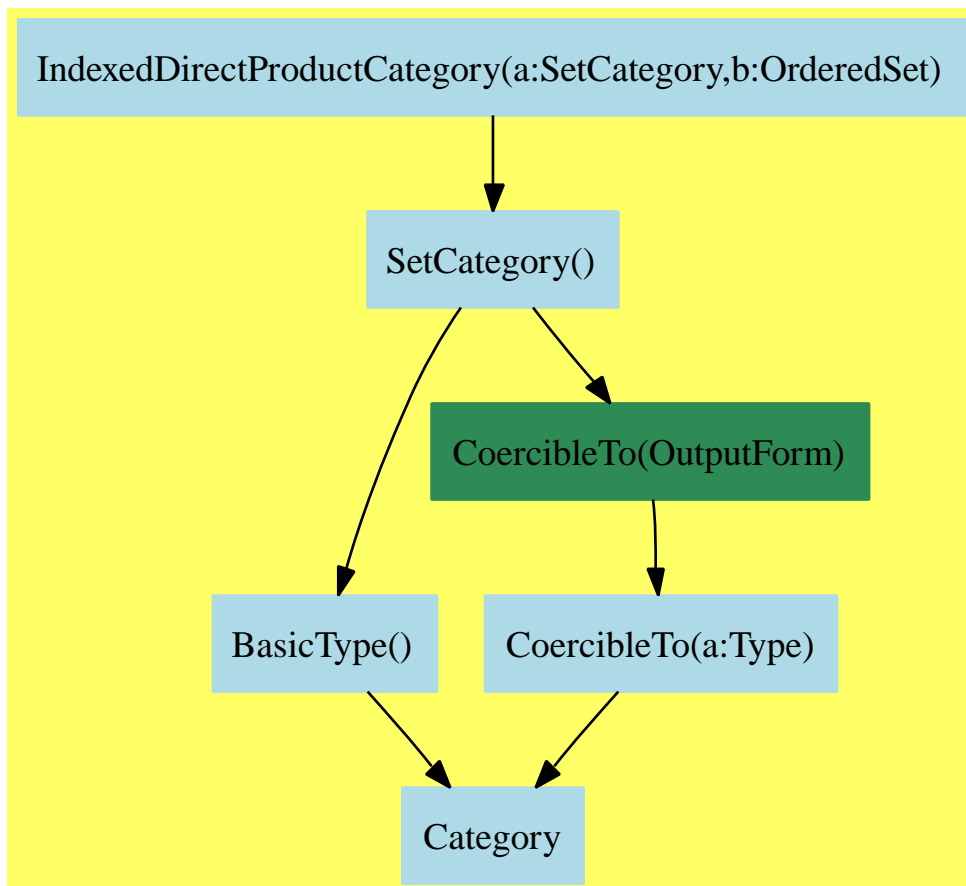 IndexedDirectProductCategory(a:SetCategory,b:OrderedSet)
SetCategory()
CoercibleTo(OutputForm)
BasicType()
CoercibleTo(a:Type)
Category